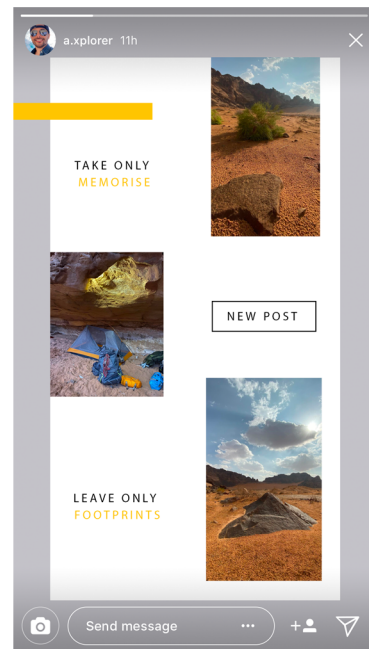 a.xplorer 11h
TAKE ONLY
MEMORISE
NEW POST
LEAVE ONLY
FOOTPRINTS
Send message